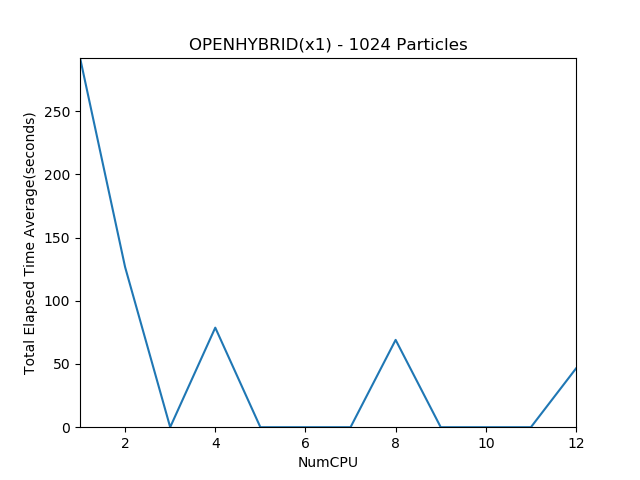 OPENHYBRID(x1) - 1024 Particles
Total Elapsed Time Average(seconds)
250
200
150
100
50
0
2 4 6 8 10 12
NumCPU